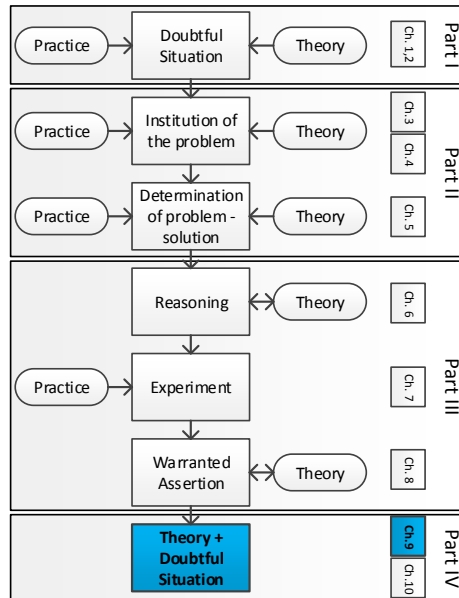 Practice
Doubtful
Situation
Theory
Ch. 1,2
Part I
Practice
Institution of
the problem
Theory
Ch.3
Ch.4
Part II
Practice
Determination
of problem -
solution
Theory
Ch. 5
Reasoning
Theory
Ch. 6
Part III
Practice
Experiment
Ch. 7
Warranted
Assertion
Theory
Ch. 8
Theory +
Doubtful
Situation
Ch.9
Ch.10
Part IV